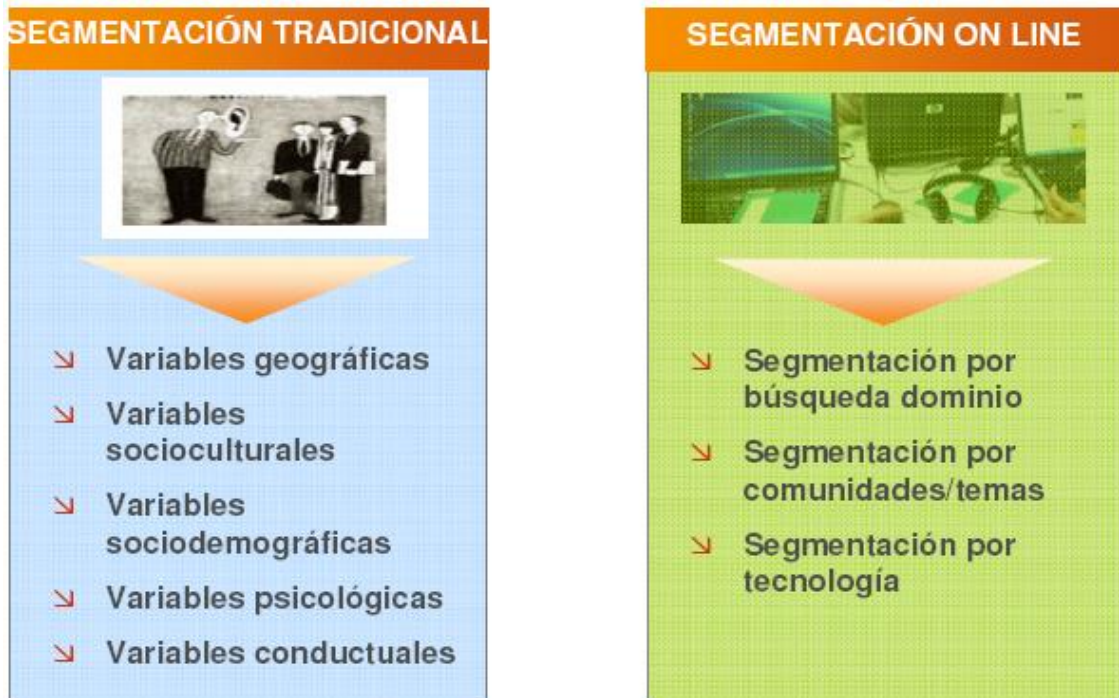 SEGMENTACIÓN TRADICIONAL
Variables geográficas
Variables
socioculturales
Variables
sociodemográficas
Variables psicológicas
Variables conductuales
SEGMENTACIÓN ON LINE
Segmentación por
búsqueda dominio
Segmentación por
comunidades/temas
Segmentación por
tecnología